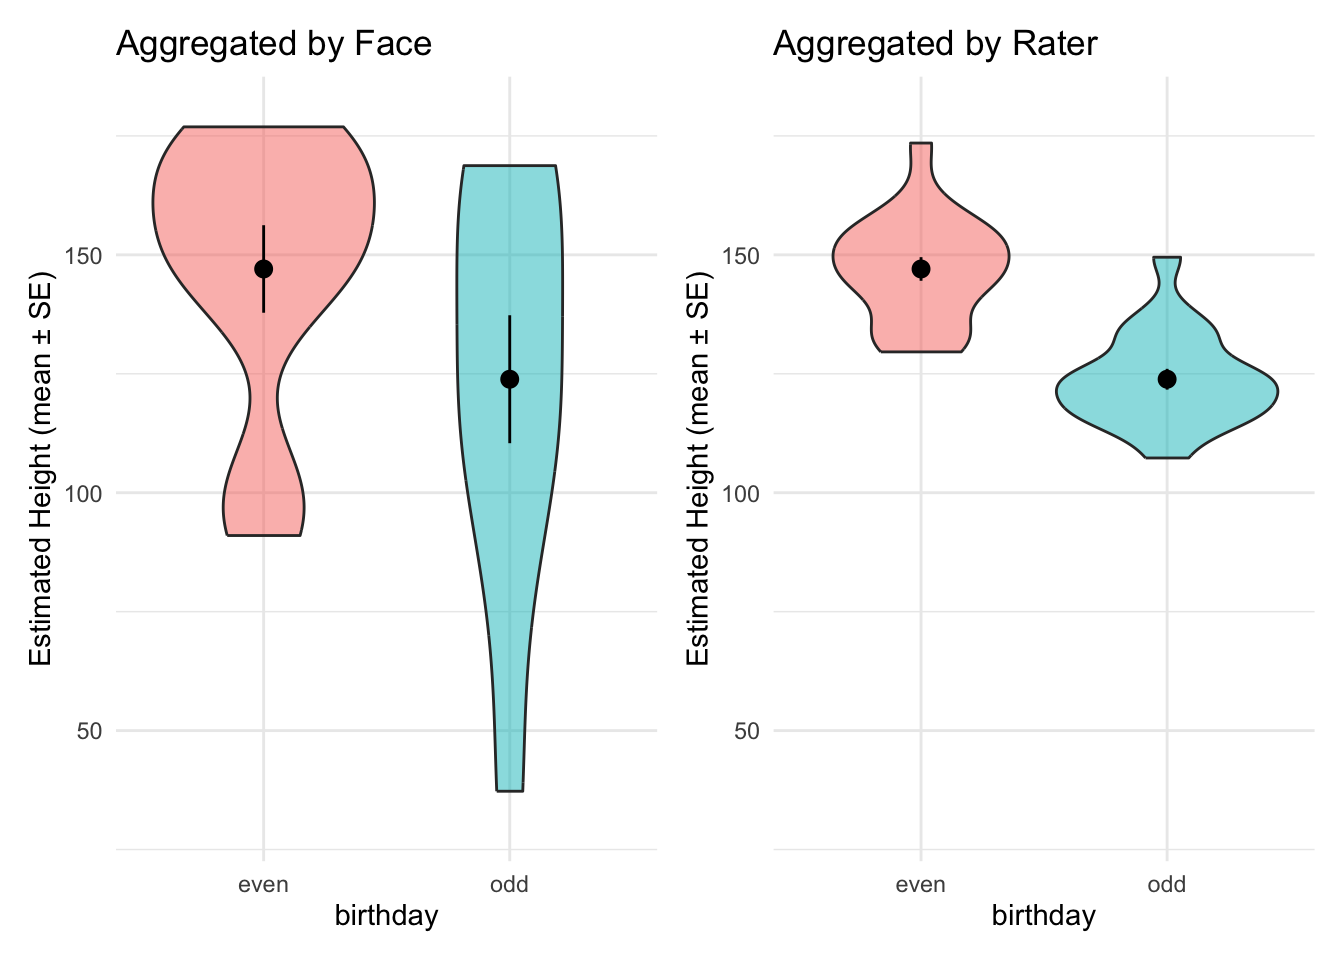 Aggregated by Face
Estimated Height (mean ± SE)
150
100
50
even odd
birthday
Aggregated by Rater
Estimated Height (mean ± SE)
150
100
50
even odd
birthday